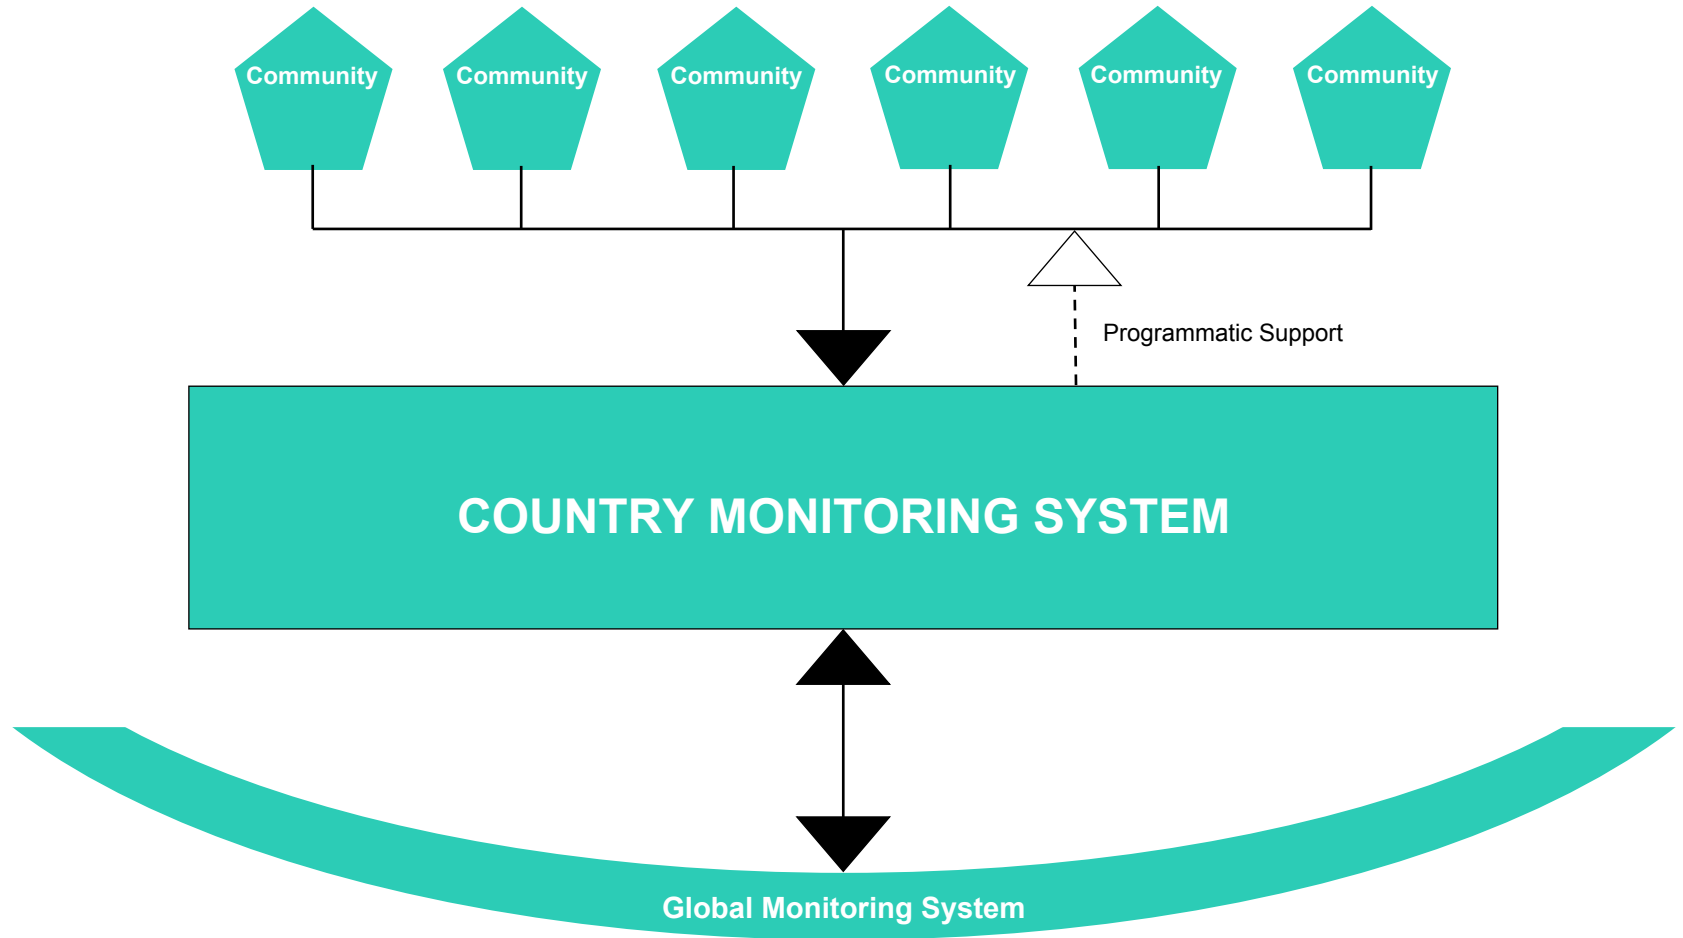 Community
Community
Community
Community
Community
Community
Programmatic Support
COUNTRY MONITORING SYSTEM
Global Monitoring System